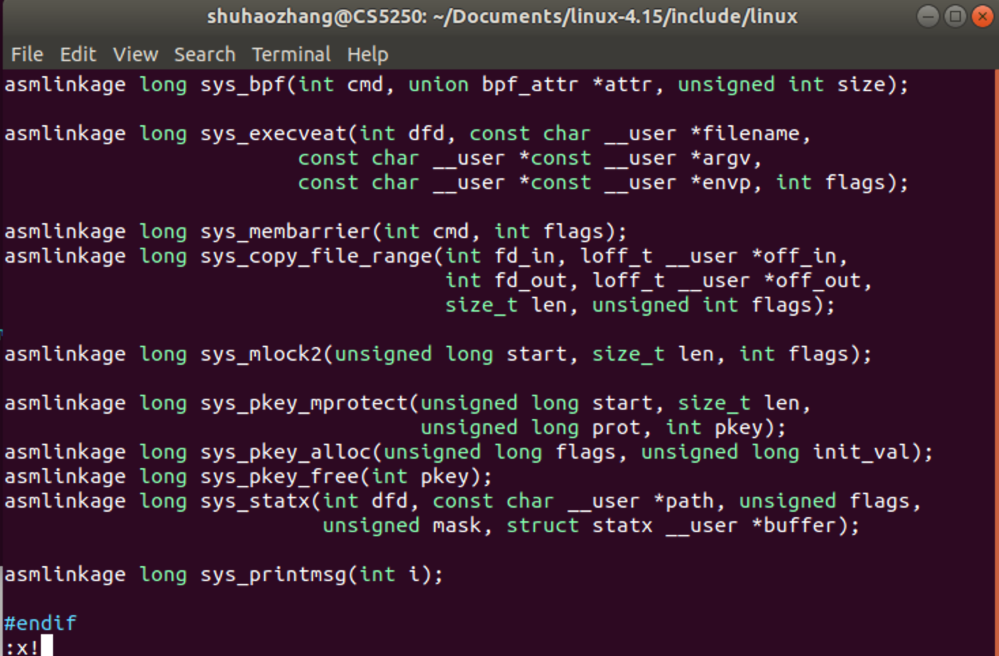 shuhaozhang@CS5250: ~/Documents/linux-4.15/include/linux
File Edit View Search Terminal Help
asmlinkage long sys_bpf(int cmd, union bpf_attr *attr, unsigned int size);
asmlinkage long sys_execveat(int dfd, const char __user *filename,
const char __user *const __user *argv,
const char __user *const __user *envp, int flags);
asmlinkage long sys_membarrier(int cmd, int flags);
asmlinkage long sys_copy_file_range(int fd_in, loff_t __user *off_in,
int fd_out, loff_t __user *off_out,
size_t len, unsigned int flags);
asmlinkage long sys_mlock2(unsigned long start, size_t len, int flags);
asmlinkage long sys_pkey_mprotect(unsigned long start, size_t len,
unsigned long prot, int pkey);
asmlinkage long sys_pkey_alloc(unsigned long flags, unsigned long init_val);
asmlinkage long sys_pkey_free(int pkey);
asmlinkage long sys_statx(int dfd, const char __user *path, unsigned flags,
unsigned mask, struct statx __user *buffer);
asmlinkage long sys_printmsg(int i);
#endif
:x!